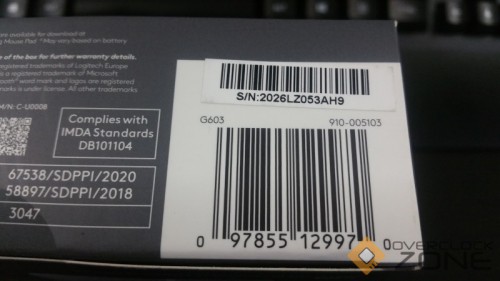 are available for download at
g Mouse Pad. * May vary based on battery
of the box for further warranty details.
registered trademarks of Logitech Europe
is a registered trademark of Microsoft
word mark and logos are registered
All other trademarks
M/N: C-U0008
Complies with
IMDA Standards
DB101104
67538/SDPPI/2020
58897/SDPPI/2018
3047
S/N:2026LZ053AH9
G603 910-005103
0 97855 12997 0
OVERCLOCK
ZONE